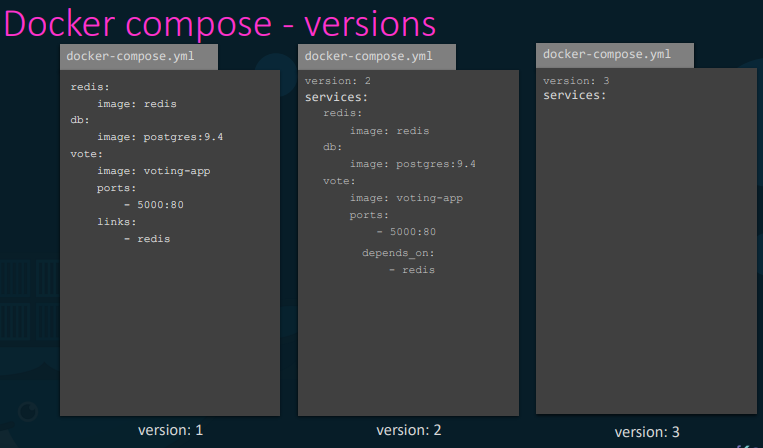 Docker compose - versions
docker-compose.yml
redis:
image: redis
db:
image: postgres:9.4
vote:
image: voting-app
ports:
- 5000:80
links:
- redis
version: 1
docker-compose.yml
version: 2
services:
redis:
image: redis
db:
image: postgres:9.4
vote:
image: voting-app
ports:
- 5000:80
depends_on:
- redis
version: 2
docker-compose.yml
version: 3
services:
version: 3